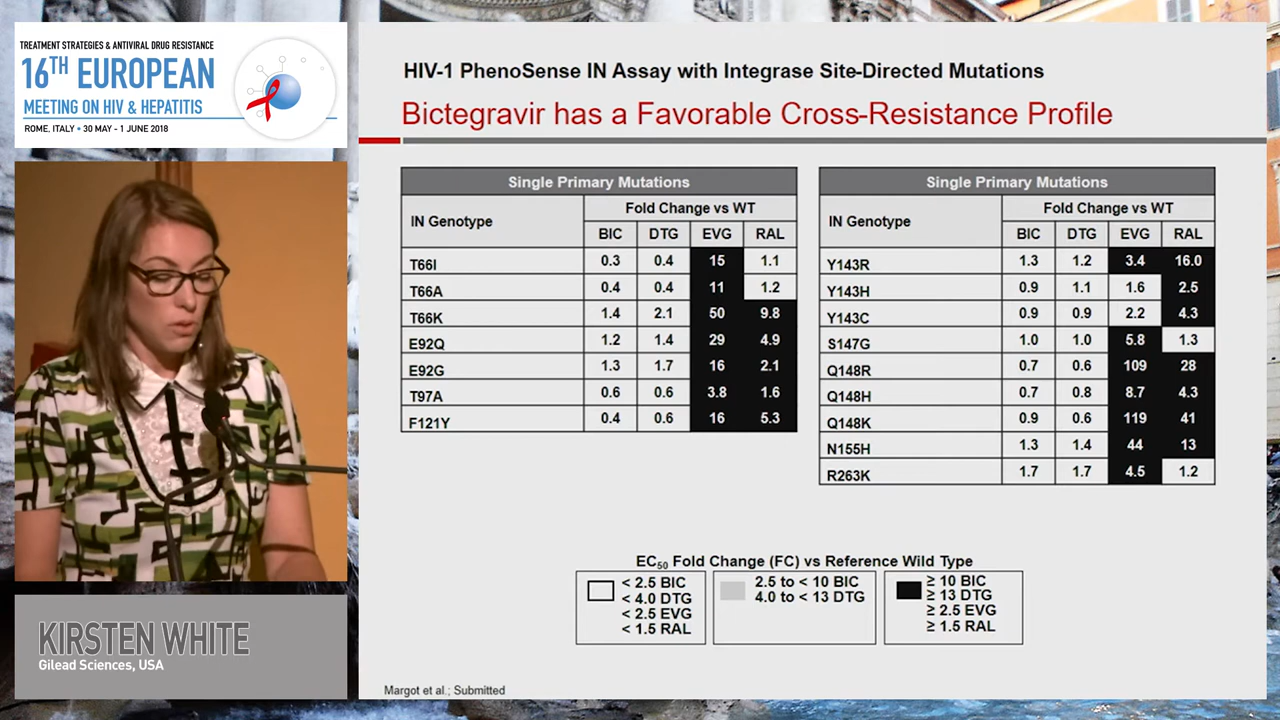 TREATMENT STRATEGIES & ANTIVIRAL DRUG RESISTANCE
16TH EUROPEAN
MEETING ON HIV & HEPATITIS
ROME, ITALY • 30 MAY - 1 JUNE 2018
KIRSTEN WHITE
Gilead Sciences, USA
HIV-1 PhenoSense IN Assay with Integrase Site-Directed Mutations
Bictegravir has a Favorable Cross-Resistance Profile
Single Primary Mutations
IN Genotype Fold Change vs WT
BIC DTG EVG RAL
T66I 0.3 0.4 15 1.1
T66A 0.4 0.4 11 1.2
T66K 1.4 2.1 50 9.8
E92Q 1.2 1.4 29 4.9
E92G 1.3 1.7 16 2.1
T97A 0.6 0.6 3.8 1.6
F121Y 0.4 0.6 16 5.3
Single Primary Mutations
IN Genotype Fold Change vs WT
BIC DTG EVG RAL
Y143R 1.3 1.2 3.4 16.0
Y143H 0.9 1.1 1.6 2.5
Y143C 0.9 0.9 2.2 4.3
S147G 1.0 1.0 5.8 1.3
Q148R 0.7 0.6 109 28
Q148H 0.7 0.8 8.7 4.3
Q148K 0.9 0.6 119 41
N155H 1.3 1.4 44 13
R263K 1.7 1.7 4.5 1.2
EC50 Fold Change (FC) vs Reference Wild Type
< 2.5 BIC
< 4.0 DTG
< 2.5 EVG
< 1.5 RAL
2.5 to < 10 BIC
4.0 to < 13 DTG
≥ 10 BIC
≥ 13 DTG
≥ 2.5 EVG
≥ 1.5 RAL
Margot et al.; Submitted